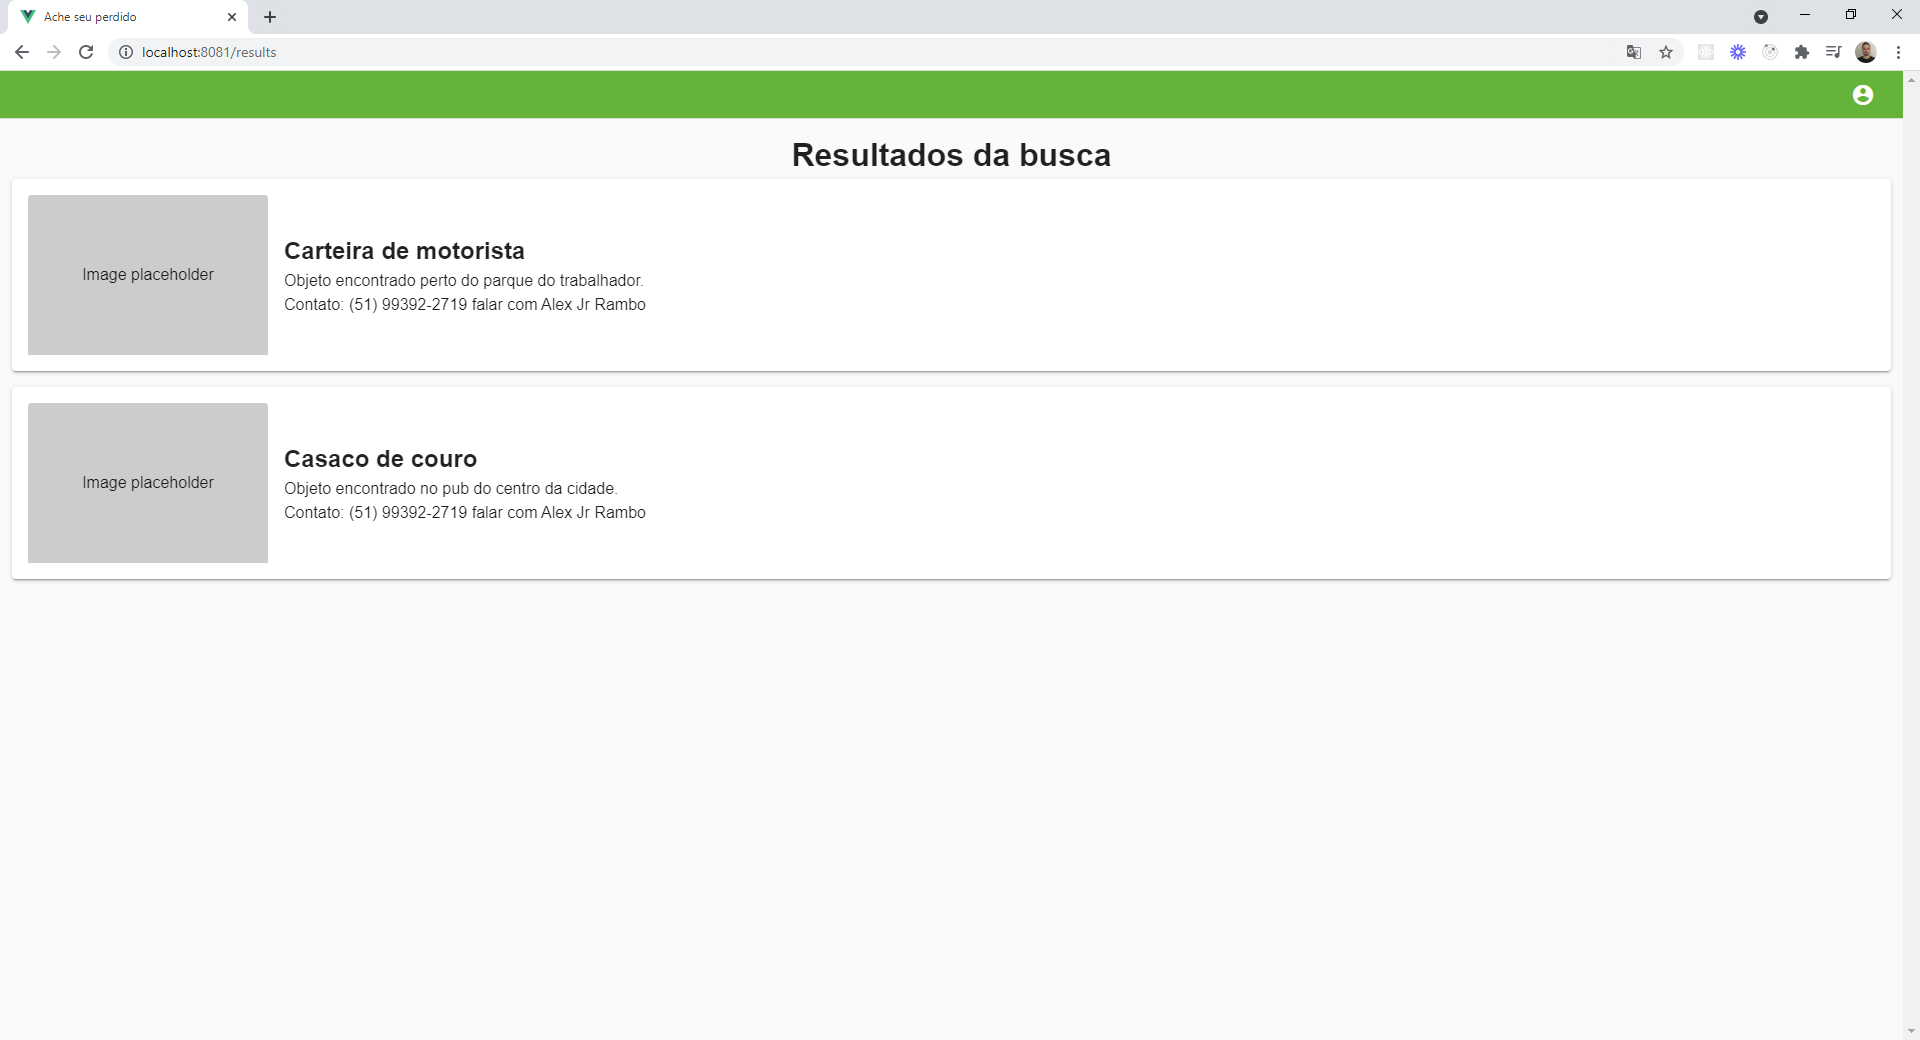 Ache seu perdido
localhost:8081/results
Resultados da busca
Image placeholder
Carteira de motorista
Objeto encontrado perto do parque do trabalhador.
Contato: (51) 99392-2719 falar com Alex Jr Rambo
Image placeholder
Casaco de couro
Objeto encontrado no pub do centro da cidade.
Contato: (51) 99392-2719 falar com Alex Jr Rambo